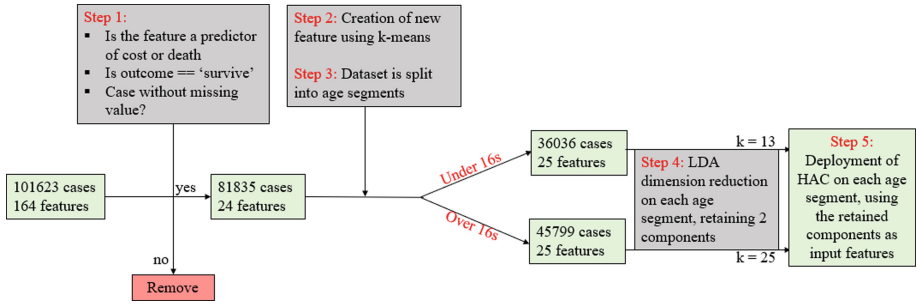 Step 1:
▪ Is the feature a predictor
of cost or death
▪ Is outcome == ‘survive’
▪ Case without missing
value?
Step 2: Creation of new
feature using k-means
Step 3: Dataset is split
into age segments
101623 cases
164 features
yes
no
Remove
81835 cases
24 features
Under 16s
Over 16s
36036 cases
25 features
45799 cases
25 features
Step 4: LDA
dimension reduction
on each age
segment, retaining 2
components
k = 13
k = 25
Step 5:
Deployment of
HAC on each age
segment, using
the retained
components as
input features